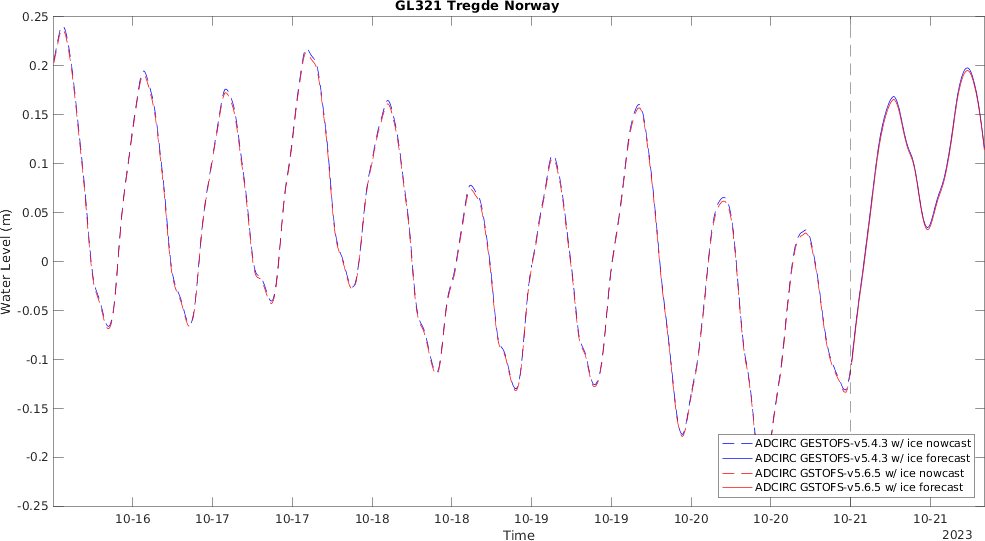 GL321 Tregde Norway
0.25
0.2
0.15
0.1
0.05
0
-0.05
-0.1
-0.15
-0.2
-0.25
Water Level (m)
ADCIRC GESTOFS-v5.4.3 w/ ice nowcast
ADCIRC GESTOFS-v5.4.3 w/ ice forecast
ADCIRC GSTOFS-v5.6.5 w/ ice nowcast
ADCIRC GSTOFS-v5.6.5 w/ ice forecast
10-16 10-17 10-17 10-18 10-18 10-19 10-19 10-20 10-20 10-21 10-21
Time
2023